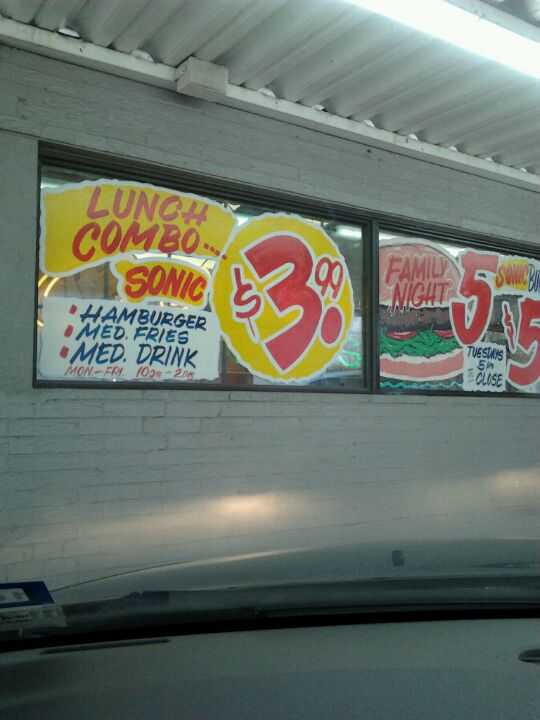 LUNCH
COMBO....
SONIC
$3.99
HAMBURGER
MED. FRIES
MED. DRINK
MON.-FRI. 10am-2pm
FAMILY
NIGHT
5 SONIC
$5
TUESDAYS
5pm
TO CLOSE